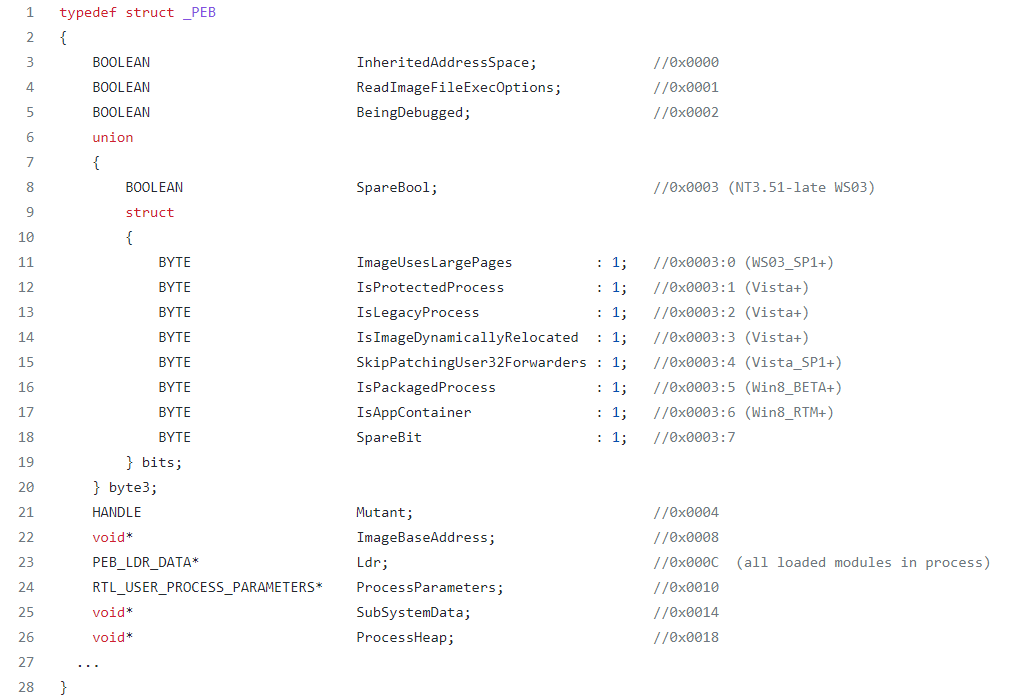 1 typedef struct _PEB
2 {
3 BOOLEAN InheritedAddressSpace; //0x0000
4 BOOLEAN ReadImageFileExecOptions; //0x0001
5 BOOLEAN BeingDebugged; //0x0002
6 union
7 {
8 BOOLEAN SpareBool; //0x0003 (NT3.51-late WS03)
9 struct
10 {
11 BYTE ImageUsesLargePages : 1; //0x0003:0 (WS03_SP1+)
12 BYTE IsProtectedProcess : 1; //0x0003:1 (Vista+)
13 BYTE IsLegacyProcess : 1; //0x0003:2 (Vista+)
14 BYTE IsImageDynamicallyRelocated : 1; //0x0003:3 (Vista+)
15 BYTE SkipPatchingUser32Forwarders : 1; //0x0003:4 (Vista_SP1+)
16 BYTE IsPackagedProcess : 1; //0x0003:5 (Win8_BETA+)
17 BYTE IsAppContainer : 1; //0x0003:6 (Win8_RTM+)
18 BYTE SpareBit : 1; //0x0003:7
19 } bits;
20 } byte3;
21 HANDLE Mutant; //0x0004
22 void* ImageBaseAddress; //0x0008
23 PEB_LDR_DATA* Ldr; //0x000C (all loaded modules in process)
24 RTL_USER_PROCESS_PARAMETERS* ProcessParameters; //0x0010
25 void* SubSystemData; //0x0014
26 void* ProcessHeap; //0x0018
27 ...
28 }